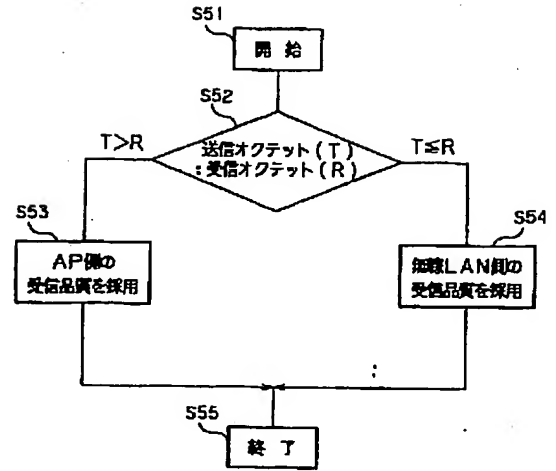 S51
開 始
S52
送信オクテット(T)
:受信オクテット(R)
T>R
T≦R
S53
AP側の
受信品質を採用
S54
無線LAN側の
受信品質を採用
:
S55
終 了